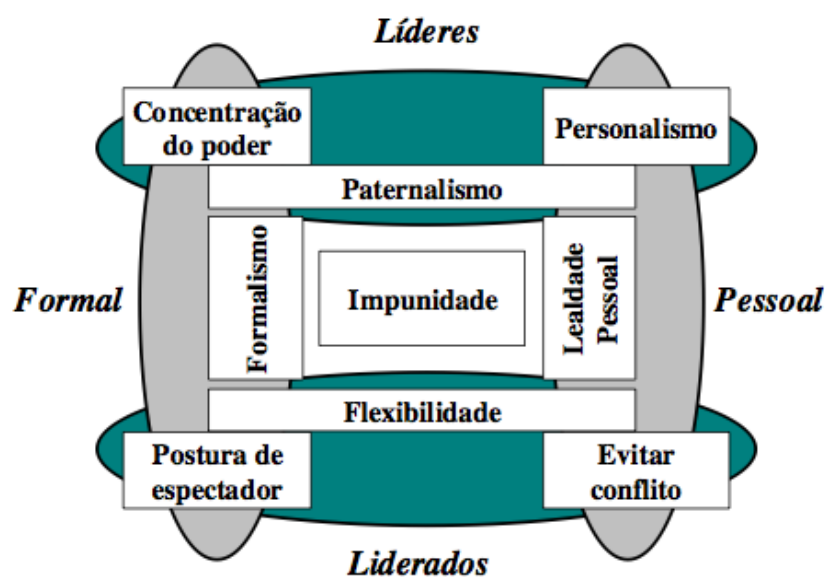 Líderes
Concentração
do poder
Personalismo
Paternalismo
Formal
Formalismo
Impunidade
Lealdade
Pessoal
Pessoal
Flexibilidade
Postura de
espectador
Evitar
conflito
Liderados